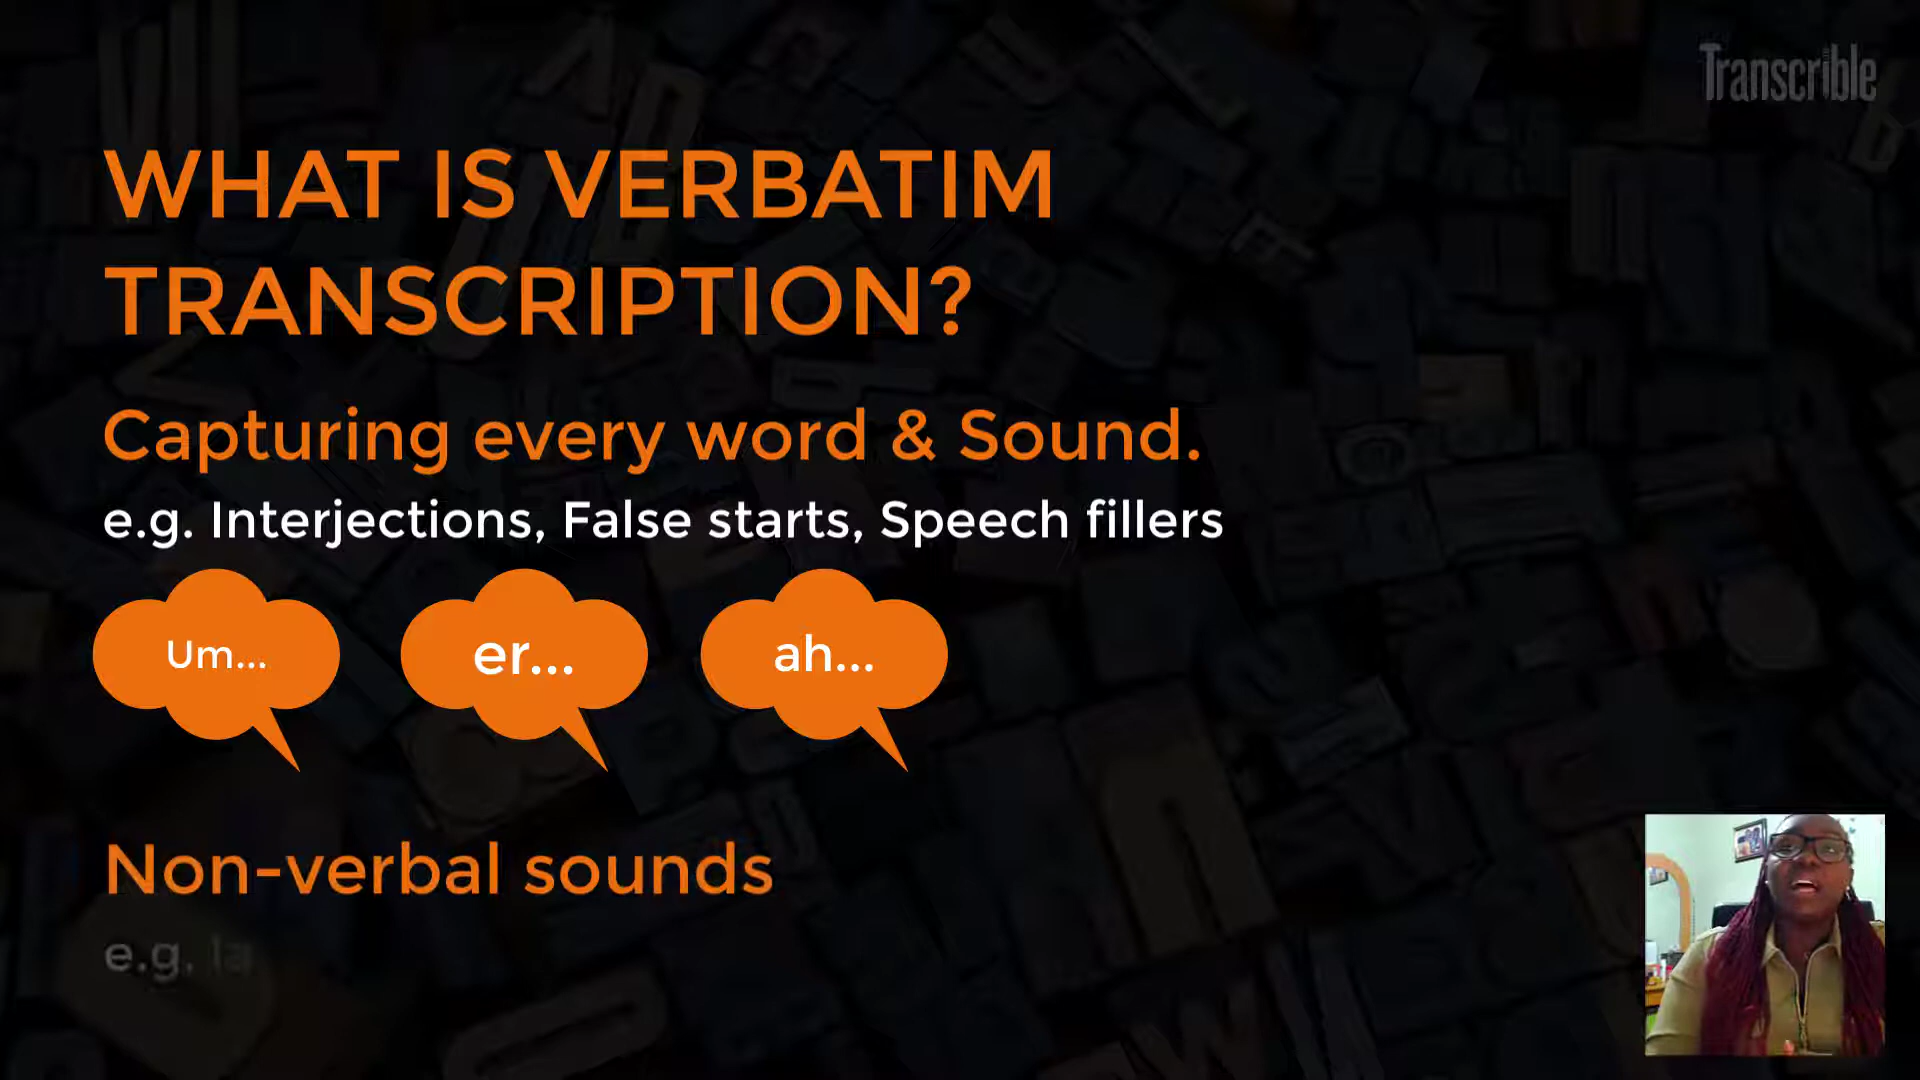 Transcrible
WHAT IS VERBATIM
TRANSCRIPTION?
Capturing every word & Sound.
e.g. Interjections, False starts, Speech fillers
Um... er... ah...
Non-verbal sounds
e.g. la